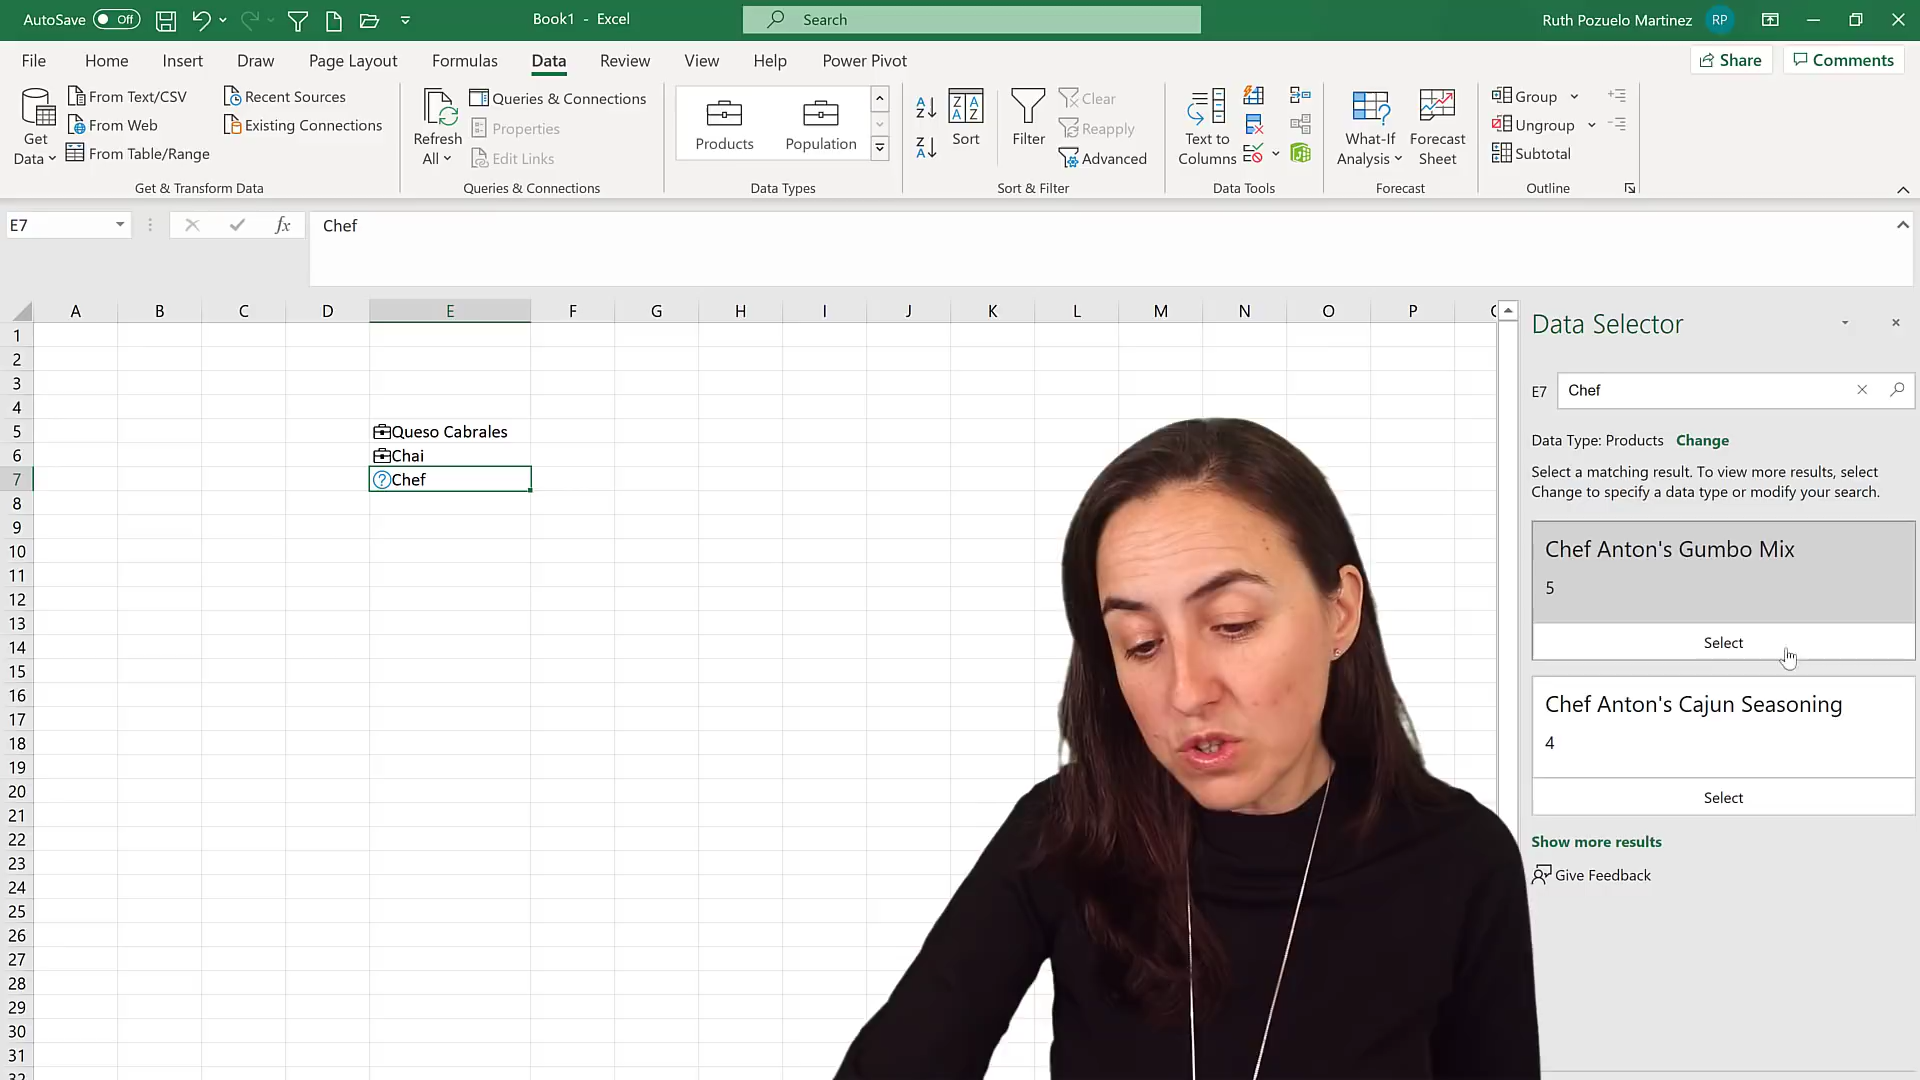 AutoSave Off Book1 - Excel Search Ruth Pozuelo Martinez RP
File Home Insert Draw Page Layout Formulas Data Review View Help Power Pivot Share Comments
Get Data
From Text/CSV
From Web
From Table/Range
Recent Sources
Existing Connections
Get & Transform Data
Refresh All
Queries & Connections
Properties
Edit Links
Queries & Connections
Products
Population
Data Types
Sort
Filter
Clear
Reapply
Advanced
Sort & Filter
Text to Columns
Data Tools
What-If Analysis
Forecast Sheet
Forecast
Group
Ungroup
Subtotal
Outline
E7 fx Chef
A B C D E F G H I J K L M N O P
1
2
3
4
5 Queso Cabrales
6 Chai
7 Chef
8
9
10
11
12
13
14
15
16
17
18
19
20
21
22
23
24
25
26
27
28
29
30
31
32
Data Selector
E7 Chef
Data Type: Products Change
Select a matching result. To view more results, select
Change to specify a data type or modify your search.
Chef Anton's Gumbo Mix
5
Select
Chef Anton's Cajun Seasoning
4
Select
Show more results
Give Feedback